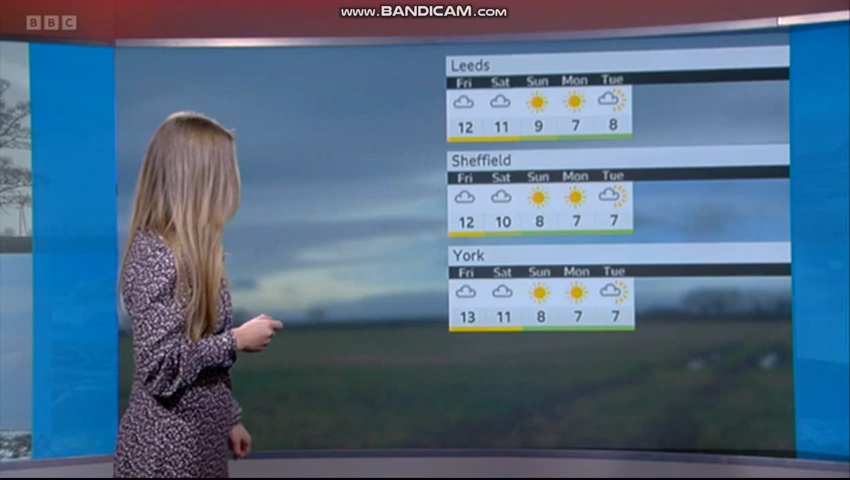 BBC
www.BANDICAM.com
Leeds
Fri Sat Sun Mon Tue
12 11 9 7 8
Sheffield
Fri Sat Sun Mon Tue
12 10 8 7 7
York
Fri Sat Sun Mon Tue
13 11 8 7 7